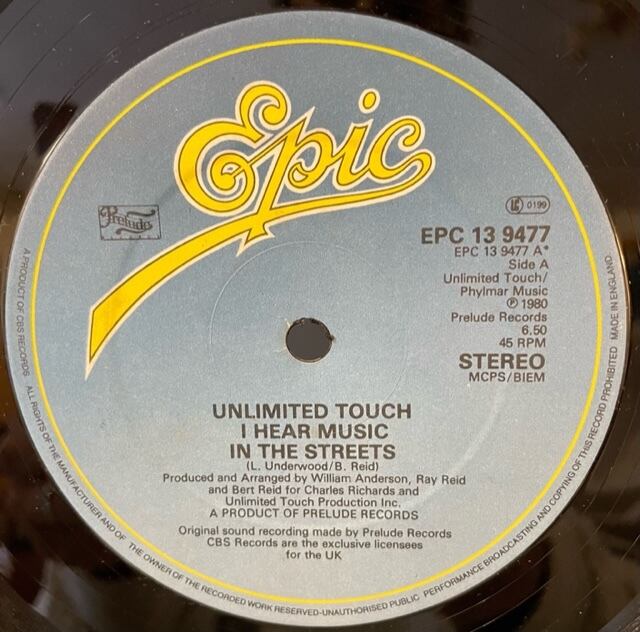 Epic
Prelude
LC 0199
EPC 13 9477
EPC 13 9477 A*
Side A
Unlimited Touch/
Phylmar Music
℗ 1980
Prelude Records
6.50
45 RPM
STEREO
MCPS/BIEM
UNLIMITED TOUCH
I HEAR MUSIC
IN THE STREETS
(L. Underwood/B. Reid)
Produced and Arranged by William Anderson, Ray Reid
and Bert Reid for Charles Richards and
Unlimited Touch Production Inc.
A PRODUCT OF PRELUDE RECORDS
Original sound recording made by Prelude Records
CBS Records are the exclusive licensees
for the UK
A PRODUCT OF CBS RECORDS. ALL RIGHTS OF THE MANUFACTURER AND OF THE OWNER OF THE RECORDED WORK RESERVED-UNAUTHORISED PUBLIC PERFORMANCE BROADCASTING AND COPYING OF THIS RECORD PROHIBITED MADE IN ENGLAND.